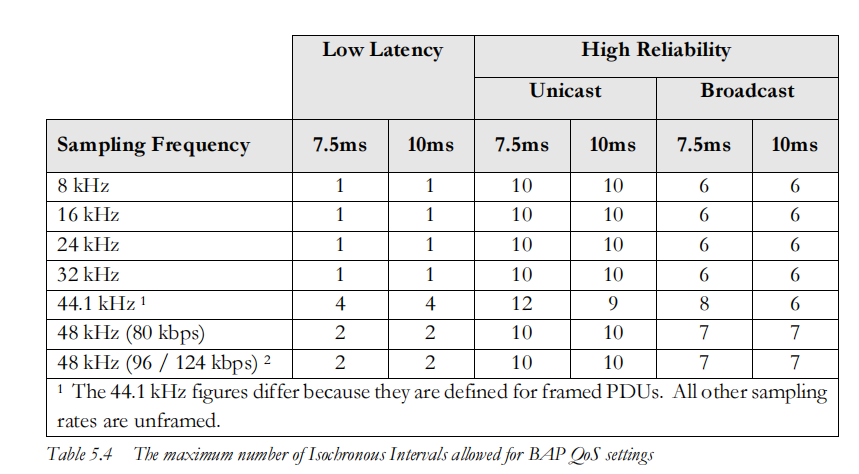 Low Latency High Reliability
Unicast Broadcast
Sampling Frequency 7.5ms 10ms 7.5ms 10ms 7.5ms 10ms
8 kHz 1 1 10 10 6 6
16 kHz 1 1 10 10 6 6
24 kHz 1 1 10 10 6 6
32 kHz 1 1 10 10 6 6
44.1 kHz ¹ 4 4 12 9 8 6
48 kHz (80 kbps) 2 2 10 10 7 7
48 kHz (96 / 124 kbps) ² 2 2 10 10 7 7
¹ The 44.1 kHz figures differ because they are defined for framed PDUs. All other sampling
rates are unframed.
Table 5.4 The maximum number of Isochronous Intervals allowed for BAP QoS settings